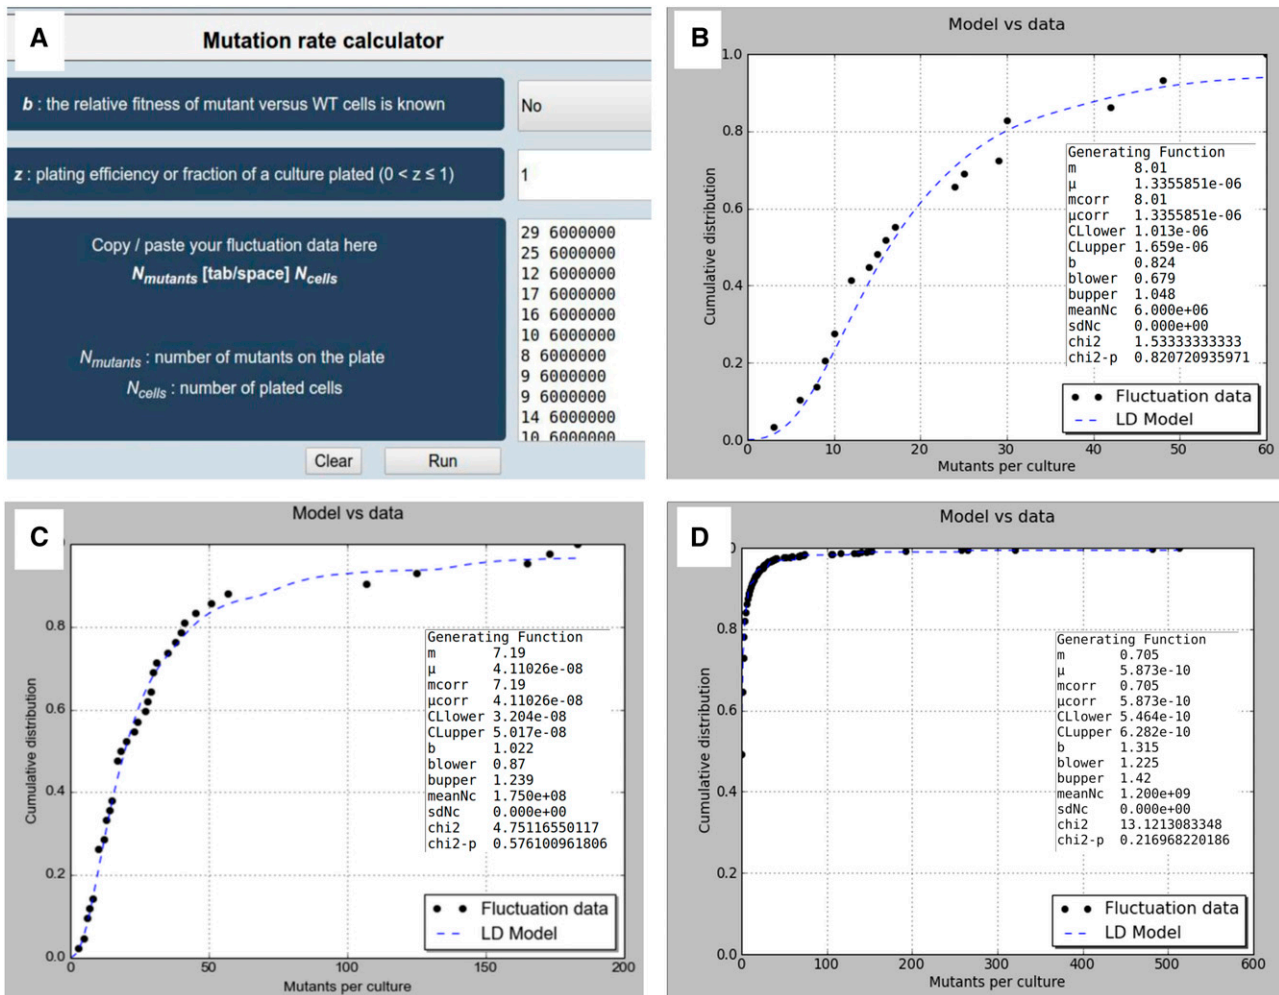 A
Mutation rate calculator
b : the relative fitness of mutant versus WT cells is known
No
z : plating efficiency or fraction of a culture plated (0 < z ≤ 1)
1
Copy / paste your fluctuation data here
Nmutants [tab/space] Ncells
Nmutants : number of mutants on the plate
Ncells : number of plated cells
29 6000000
25 6000000
12 6000000
17 6000000
16 6000000
10 6000000
8 6000000
9 6000000
9 6000000
14 6000000
10 6000000
Clear
Run
B
Model vs data
1.0
0.8
0.6
0.4
0.2
0.0
Cumulative distribution
Generating Function
m 8.01
μ 1.3355851e-06
mcorr 8.01
μcorr 1.3355851e-06
CLlower 1.013e-06
CLupper 1.659e-06
b 0.824
blower 0.679
bupper 1.048
meanNc 6.000e+06
sdNc 0.000e+00
chi2 1.53333333333
chi2-p 0.820720935971
Fluctuation data
LD Model
0 10 20 30 40 50 60
Mutants per culture
C
Model vs data
0.8
0.6
0.4
0.2
0.0
Cumulative distribution
Generating Function
m 7.19
μ 4.11026e-08
mcorr 7.19
μcorr 4.11026e-08
CLlower 3.204e-08
CLupper 5.017e-08
b 1.022
blower 0.87
bupper 1.239
meanNc 1.750e+08
sdNc 0.000e+00
chi2 4.75116550117
chi2-p 0.576100961806
Fluctuation data
LD Model
0 50 100 150 200
Mutants per culture
D
Model vs data
0.8
0.6
0.4
0.2
0.0
Cumulative distribution
Generating Function
m 0.705
μ 5.873e-10
mcorr 0.705
μcorr 5.873e-10
CLlower 5.464e-10
CLupper 6.282e-10
b 1.315
blower 1.225
bupper 1.42
meanNc 1.200e+09
sdNc 0.000e+00
chi2 13.1213083348
chi2-p 0.216968220186
Fluctuation data
LD Model
0 100 200 300 400 500 600
Mutants per culture